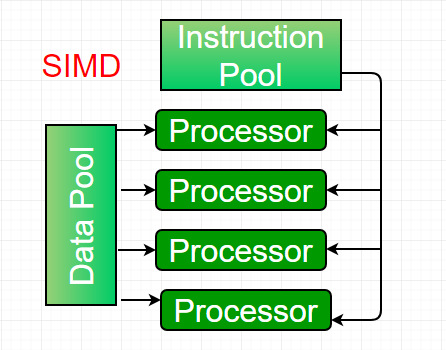 Instruction
Pool
SIMD
Processor
Data Pool
Processor
Processor
Processor